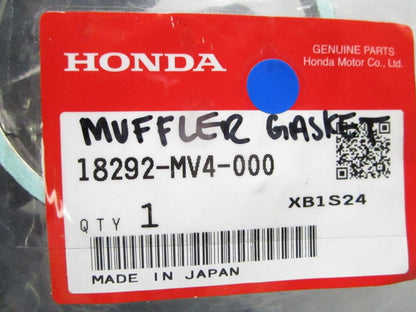 HONDA
GENUINE PARTS
Honda Motor Co., Ltd.
MUFFLER GASKET
18292-MV4-000
XB1S24
QTY 1
MADE IN JAPAN